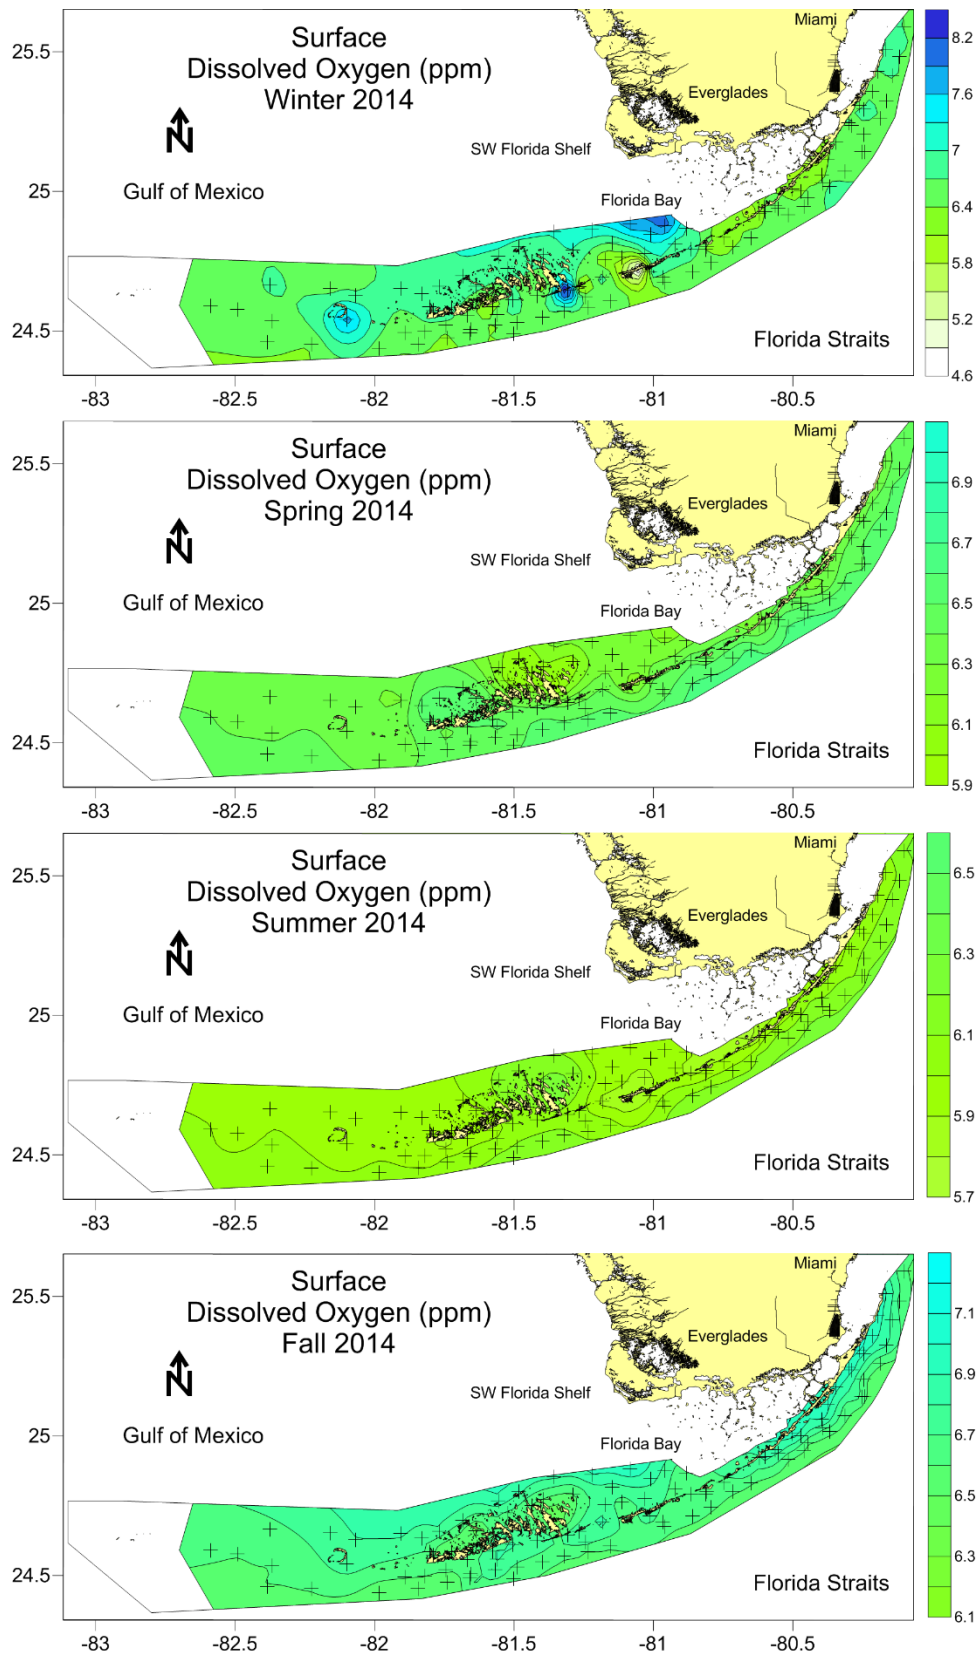 Surface
Dissolved Oxygen (ppm)
Winter 2014
N
Gulf of Mexico
SW Florida Shelf
Everglades
Miami
Florida Bay
Florida Straits
25.5
25
24.5
-83 -82.5 -82 -81.5 -81 -80.5
8.2
7.6
7
6.4
5.8
5.2
4.6
Surface
Dissolved Oxygen (ppm)
Spring 2014
N
Gulf of Mexico
SW Florida Shelf
Everglades
Miami
Florida Bay
Florida Straits
25.5
25
24.5
-83 -82.5 -82 -81.5 -81 -80.5
6.9
6.7
6.5
6.3
6.1
5.9
Surface
Dissolved Oxygen (ppm)
Summer 2014
N
Gulf of Mexico
SW Florida Shelf
Everglades
Miami
Florida Bay
Florida Straits
25.5
25
24.5
-83 -82.5 -82 -81.5 -81 -80.5
6.5
6.3
6.1
5.9
5.7
Surface
Dissolved Oxygen (ppm)
Fall 2014
N
Gulf of Mexico
SW Florida Shelf
Everglades
Miami
Florida Bay
Florida Straits
25.5
25
24.5
-83 -82.5 -82 -81.5 -81 -80.5
7.1
6.9
6.7
6.5
6.3
6.1